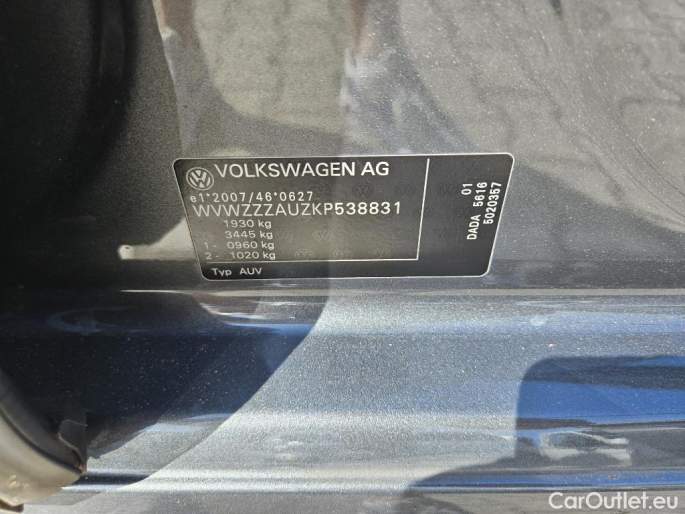 VOLKSWAGEN AG
e1*2007/46*0627
WVWZZZAUZKP538831
1930 kg
3445 kg
1- 0960 kg
2- 1020 kg
Typ AUV
01
DADA 5616
5020357
CarOutlet.eu